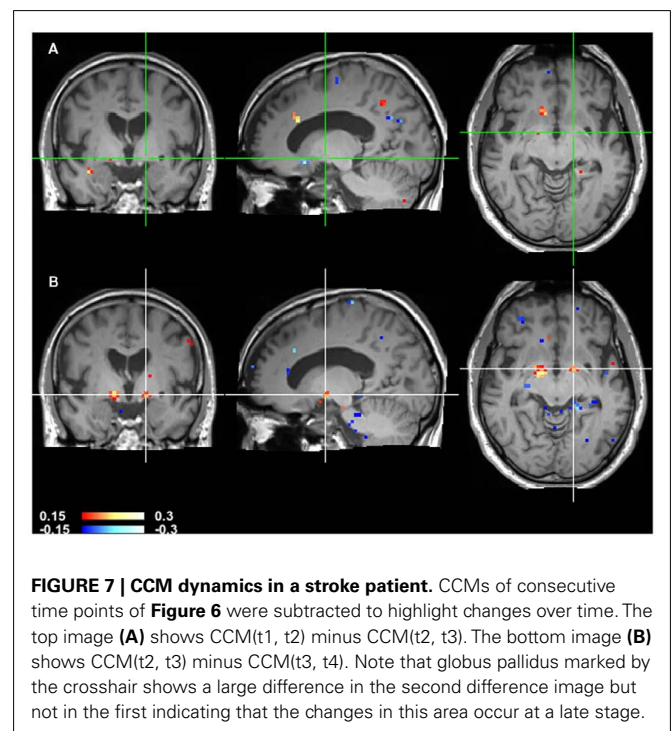 A
B
0.15 0.3
-0.15 -0.3
FIGURE 7 | CCM dynamics in a stroke patient. CCMs of consecutive
time points of Figure 6 were subtracted to highlight changes over time. The
top image (A) shows CCM(t1, t2) minus CCM(t2, t3). The bottom image (B)
shows CCM(t2, t3) minus CCM(t3, t4). Note that globus pallidus marked by
the crosshair shows a large difference in the second difference image but
not in the first indicating that the changes in this area occur at a late stage.